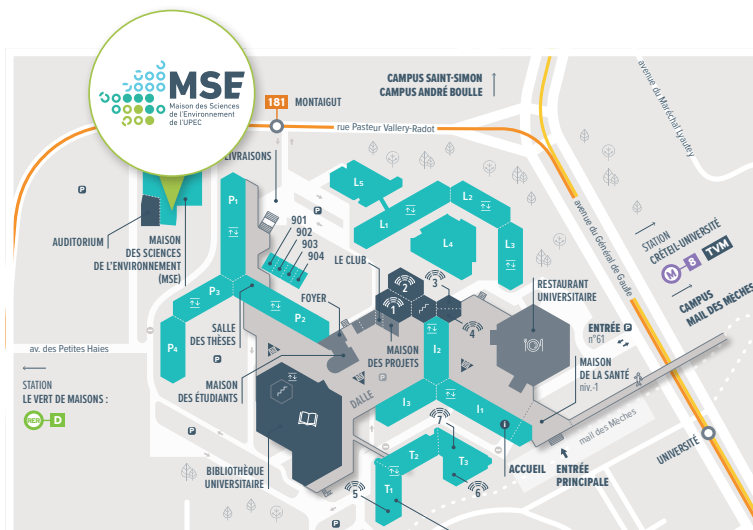 MSE
Maison des Sciences
de l'Environnement
de l'UPEC
CAMPUS SAINT-SIMON
CAMPUS ANDRÉ BOULLE
181 MONTAIGUT
rue Pasteur Vallery-Radot
avenue du Maréchal Lyautey
avenue du Général de Gaulle
LIVRAISONS
P
P
P1
L5
L2
L1
L4
L3
901
902
903
904
AUDITORIUM
MAISON
DES SCIENCES
DE L'ENVIRONNEMENT
(MSE)
STATION
CRÉTEIL-UNIVERSITÉ
M 8 TVM
CAMPUS
MAIL DES MÈCHES
LE CLUB
2
3
1
4
RESTAURANT
UNIVERSITAIRE
P3
P2
P4
FOYER
SALLE
DES THÈSES
ENTRÉE P
n°61
av. des Petites Haies
P
MAISON
DES PROJETS
I2
P
MAISON
DE LA SANTÉ
niv.-1
STATION
LE VERT DE MAISONS :
RER D
MAISON
DES ÉTUDIANTS
DALLE
I3
I1
i
mail des Mèches
P
7
T2
T3
UNIVERSITÉ
ACCUEIL
ENTRÉE
PRINCIPALE
BIBLIOTHÈQUE
UNIVERSITAIRE
5
T1
6
P